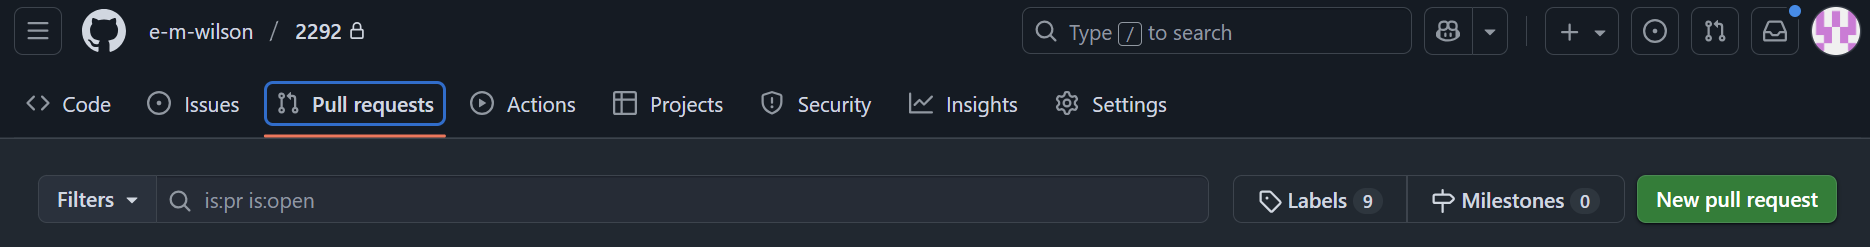 e-m-wilson / 2292 Type / to search
Code Issues Pull requests Actions Projects Security Insights Settings
Filters is:pr is:open Labels 9 Milestones 0 New pull request